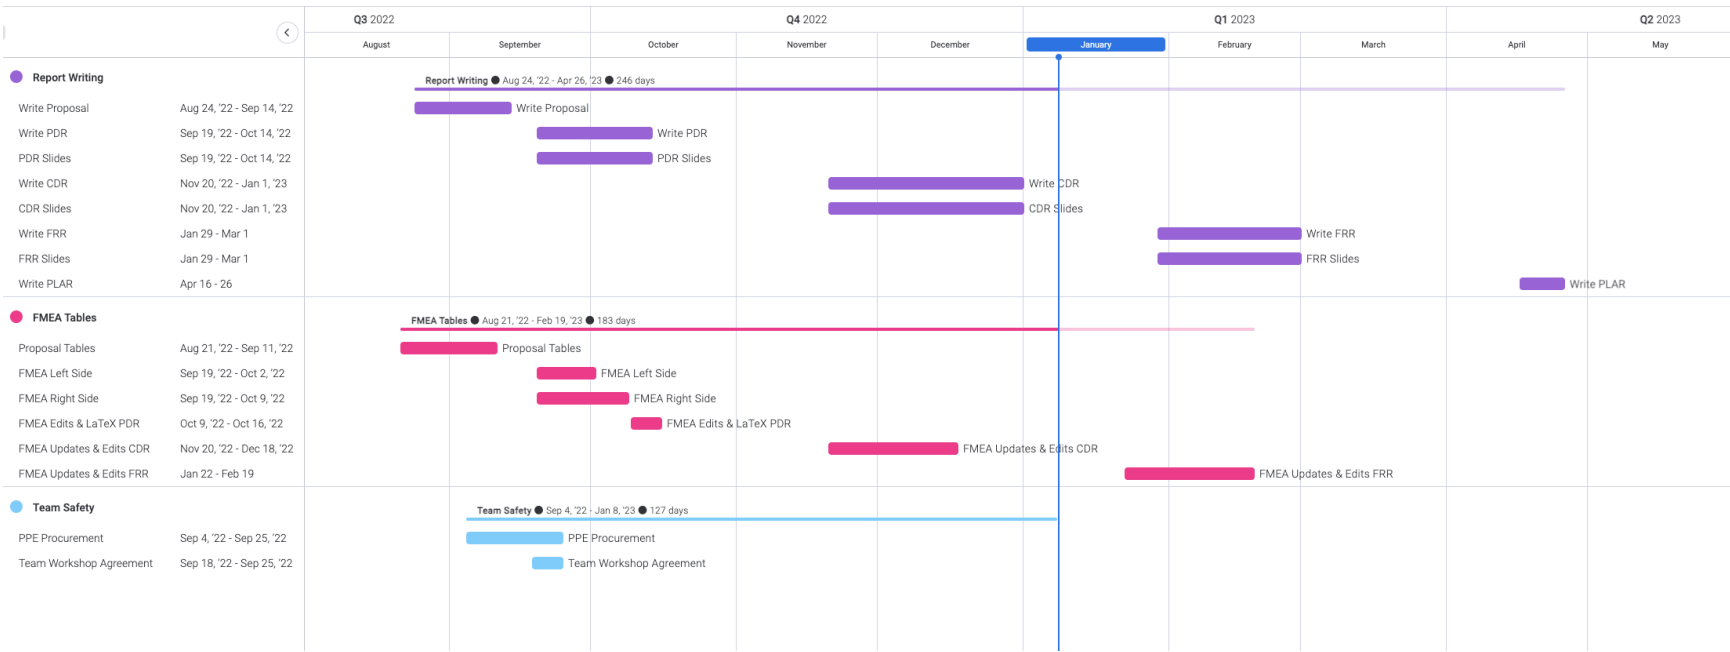 Q3 2022 Q4 2022 Q1 2023 Q2 2023
August September October November December January February March April May
Report Writing
Report Writing ● Aug 24, '22 - Apr 26, '23 ● 246 days
Write Proposal Aug 24, '22 - Sep 14, '22 Write Proposal
Write PDR Sep 19, '22 - Oct 14, '22 Write PDR
PDR Slides Sep 19, '22 - Oct 14, '22 PDR Slides
Write CDR Nov 20, '22 - Jan 1, '23 Write CDR
CDR Slides Nov 20, '22 - Jan 1, '23 CDR Slides
Write FRR Jan 29 - Mar 1 Write FRR
FRR Slides Jan 29 - Mar 1 FRR Slides
Write PLAR Apr 16 - 26 Write PLAR
FMEA Tables
FMEA Tables ● Aug 21, '22 - Feb 19, '23 ● 183 days
Proposal Tables Aug 21, '22 - Sep 11, '22 Proposal Tables
FMEA Left Side Sep 19, '22 - Oct 2, '22 FMEA Left Side
FMEA Right Side Sep 19, '22 - Oct 9, '22 FMEA Right Side
FMEA Edits & LaTeX PDR Oct 9, '22 - Oct 16, '22 FMEA Edits & LaTeX PDR
FMEA Updates & Edits CDR Nov 20, '22 - Dec 18, '22 FMEA Updates & Edits CDR
FMEA Updates & Edits FRR Jan 22 - Feb 19 FMEA Updates & Edits FRR
Team Safety
Team Safety ● Sep 4, '22 - Jan 8, '23 ● 127 days
PPE Procurement Sep 4, '22 - Sep 25, '22 PPE Procurement
Team Workshop Agreement Sep 18, '22 - Sep 25, '22 Team Workshop Agreement